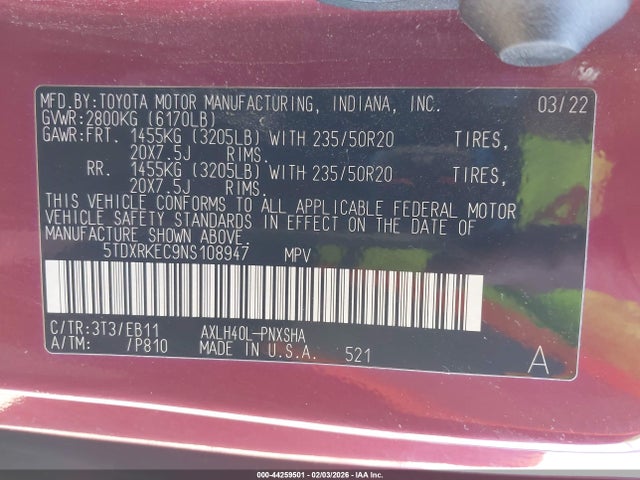 MFD.BY:TOYOTA MOTOR MANUFACTURING, INDIANA, INC. 03/22
GVWR:2800KG (6170LB)
GAWR:FRT. 1455KG (3205LB) WITH 235/50R20 TIRES,
20X7.5J RIMS.
RR. 1455KG (3205LB) WITH 235/50R20 TIRES,
20X7.5J RIMS.
THIS VEHICLE CONFORMS TO ALL APPLICABLE FEDERAL MOTOR
VEHICLE SAFETY STANDARDS IN EFFECT ON THE DATE OF
MANUFACTURE SHOWN ABOVE.
5TDXRKEC9NS108947 MPV
C/TR:3T3/EB11 AXLH40L-PNXSHA
A/TM: /P810 MADE IN U.S.A. 521 A
000-44259501 - 02/03/2026 - IAA Inc.